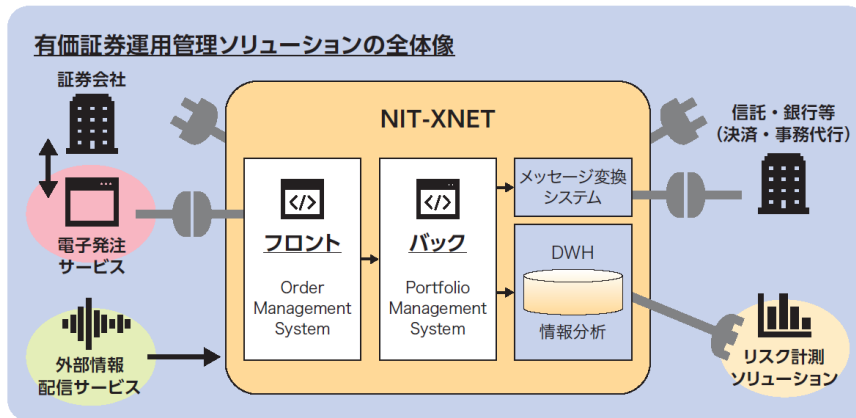 有価証券運用管理ソリューションの全体像
証券会社
電子発注
サービス
外部情報
配信サービス
NIT-XNET
</>
フロント
Order
Management
System
</>
バック
Portfolio
Management
System
メッセージ変換
システム
DWH
情報分析
信託・銀行等
(決済・事務代行)
リスク計測
ソリューション